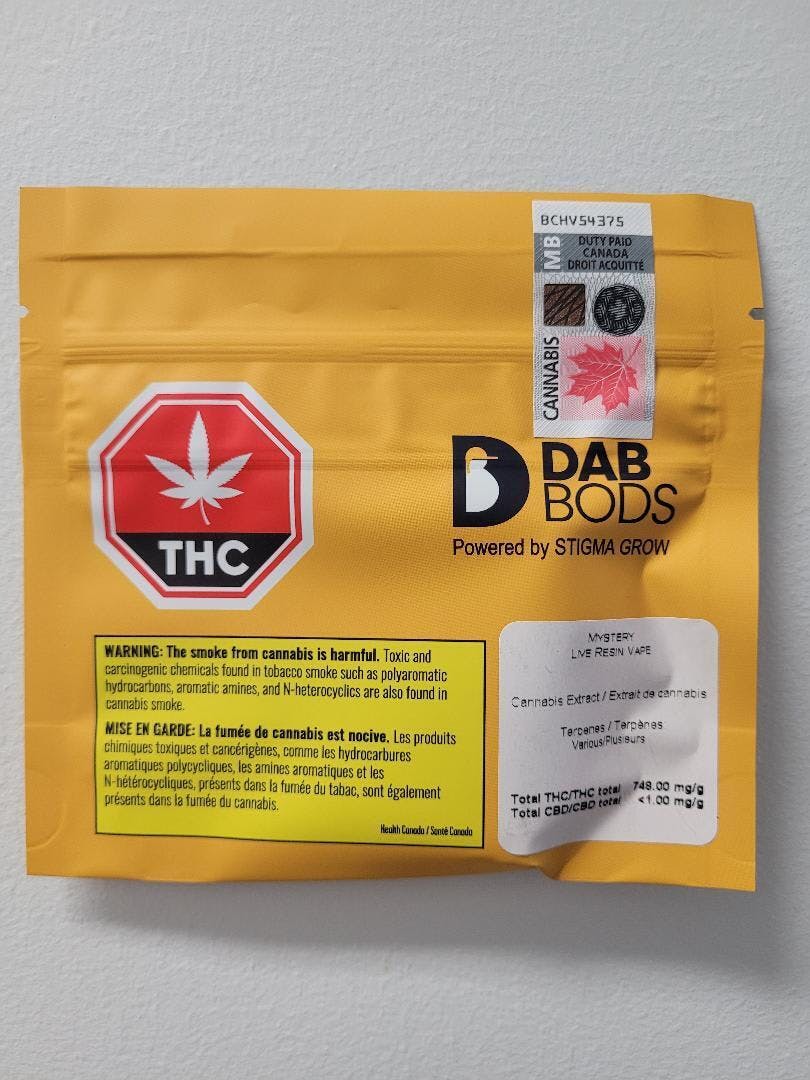 BCHV54375
MB
DUTY PAID
CANADA
DROIT ACQUITTÉ
CANNABIS
THC
DAB
BODS
Powered by STIGMA GROW
WARNING: The smoke from cannabis is harmful. Toxic and
carcinogenic chemicals found in tobacco smoke such as polyaromatic
hydrocarbons, aromatic amines, and N-heterocyclics are also found in
cannabis smoke.
MISE EN GARDE: La fumée de cannabis est nocive. Les produits
chimiques toxiques et cancérigènes, comme les hydrocarbures
aromatiques polycycliques, les amines aromatiques et les
N-hétérocycliques, présents dans la fumée du tabac, sont également
présents dans la fumée du cannabis.
Health Canada / Santé Canada
MYSTERY
LIVE RESIN VAPE
Cannabis Extract / Extrait de cannabis
Terpenes / Terpènes:
Various/Plusieurs
Total THC/THC total 748.00 mg/g
Total CBD/CBD total <1.00 mg/g